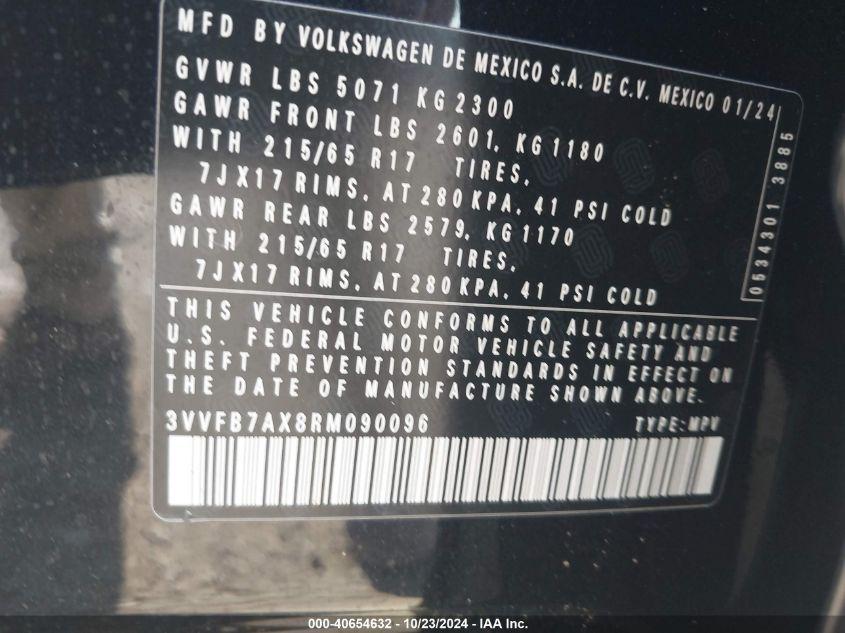 MFD BY VOLKSWAGEN DE MEXICO S.A. DE C.V. MEXICO 01/24
GVWR LBS 5071 KG 2300
GAWR FRONT LBS 2601, KG 1180
WITH 215/65 R17 TIRES,
7JX17 RIMS, AT 280 KPA, 41 PSI COLD
GAWR REAR LBS 2579, KG 1170
WITH 215/65 R17 TIRES,
7JX17 RIMS, AT 280 KPA, 41 PSI COLD
0534301 3885
THIS VEHICLE CONFORMS TO ALL APPLICABLE
U.S. FEDERAL MOTOR VEHICLE SAFETY AND
THEFT PREVENTION STANDARDS IN EFFECT ON
THE DATE OF MANUFACTURE SHOWN ABOVE.
3VVFB7AX8RM090096 TYPE:MPV
000-40654632 - 10/23/2024 - IAA Inc.